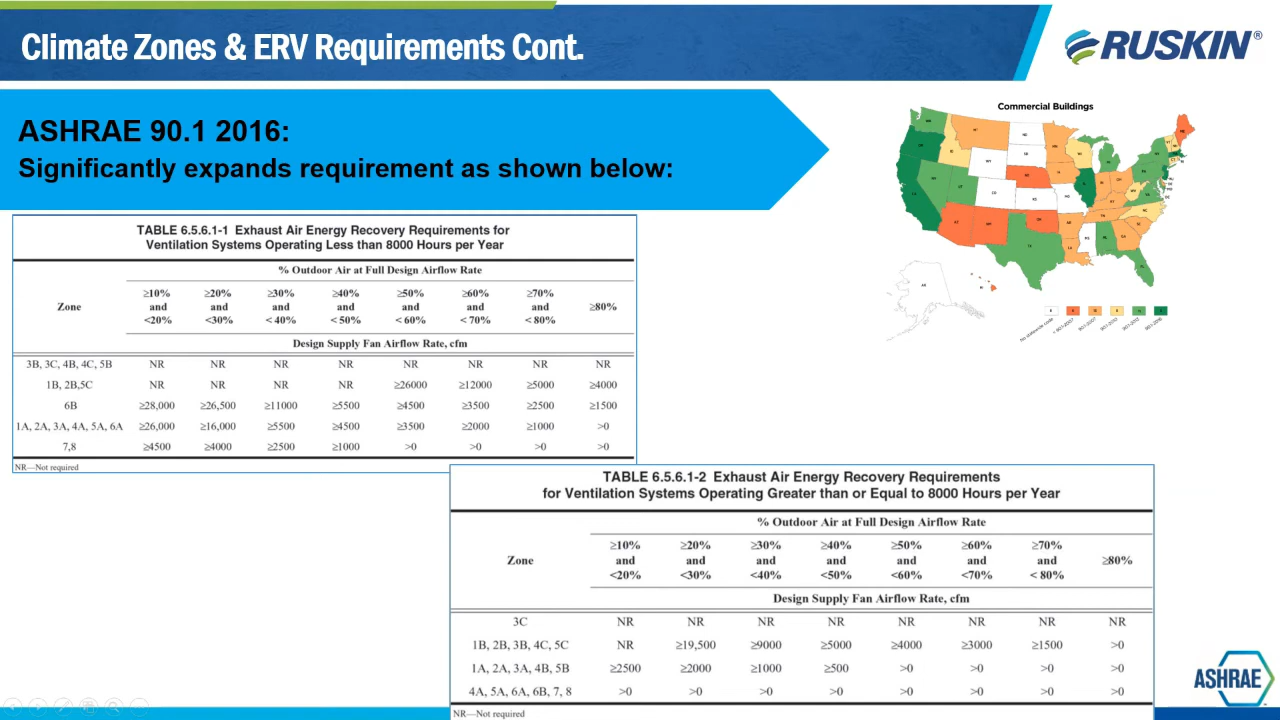 Climate Zones & ERV Requirements Cont.
RUSKIN®
ASHRAE 90.1 2016:
Significantly expands requirement as shown below:
Commercial Buildings
TABLE 6.5.6.1-1 Exhaust Air Energy Recovery Requirements for
Ventilation Systems Operating Less than 8000 Hours per Year
% Outdoor Air at Full Design Airflow Rate
Zone
≥10% ≥20% ≥30% ≥40% ≥50% ≥60% ≥70% ≥80%
and and and and and and and
<20% <30% < 40% < 50% < 60% < 70% < 80%
Design Supply Fan Airflow Rate, cfm
3B, 3C, 4B, 4C, 5B NR NR NR NR NR NR NR NR
1B, 2B,5C NR NR NR NR ≥26000 ≥12000 ≥5000 ≥4000
6B ≥28,000 ≥26,500 ≥11000 ≥5500 ≥4500 ≥3500 ≥2500 ≥1500
1A, 2A, 3A, 4A, 5A, 6A ≥26,000 ≥16,000 ≥5500 ≥4500 ≥3500 ≥2000 ≥1000 >0
7,8 ≥4500 ≥4000 ≥2500 ≥1000 >0 >0 >0 >0
NR—Not required
TABLE 6.5.6.1-2 Exhaust Air Energy Recovery Requirements
for Ventilation Systems Operating Greater than or Equal to 8000 Hours per Year
% Outdoor Air at Full Design Airflow Rate
Zone
≥10% ≥20% ≥30% ≥40% ≥50% ≥60% ≥70% ≥80%
and and and and and and and
<20% <30% <40% <50% <60% <70% < 80%
Design Supply Fan Airflow Rate, cfm
3C NR NR NR NR NR NR NR NR
1B, 2B, 3B, 4C, 5C NR ≥19,500 ≥9000 ≥5000 ≥4000 ≥3000 ≥1500 >0
1A, 2A, 3A, 4B, 5B ≥2500 ≥2000 ≥1000 ≥500 >0 >0 >0 >0
4A, 5A, 6A, 6B, 7, 8 >0 >0 >0 >0 >0 >0 >0 >0
NR—Not required
ASHRAE